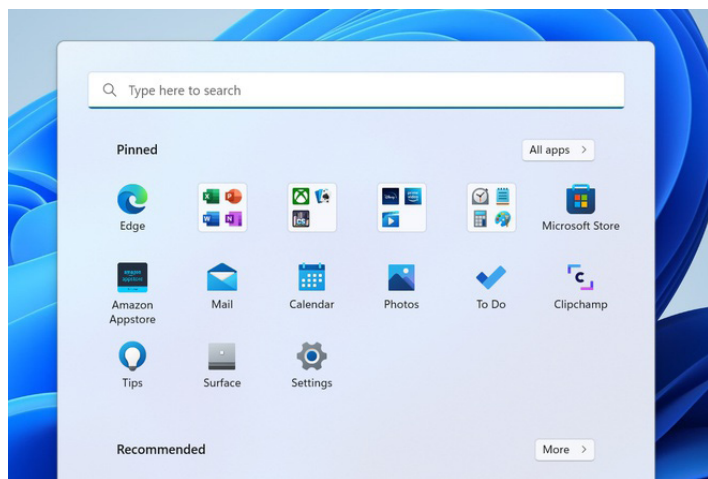 Type here to search
Pinned
All apps
Edge
Microsoft Store
Amazon
Appstore
Mail
Calendar
Photos
To Do
Clipchamp
Tips
Surface
Settings
Recommended
More